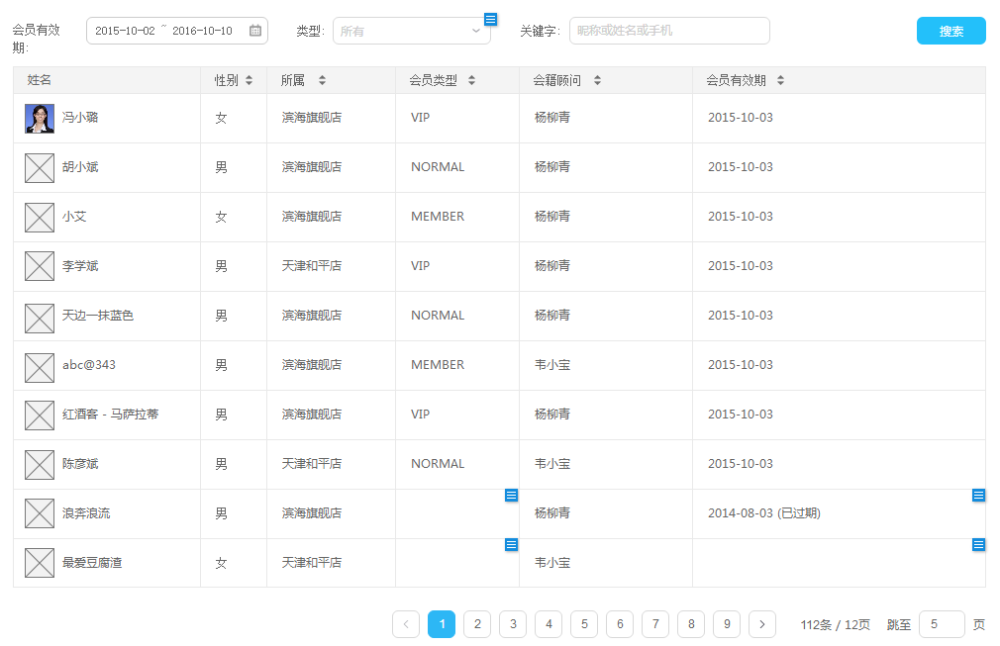 会员有效期: 2015-10-02 ~ 2016-10-10 类型: 所有 关键字: 昵称或姓名或手机 搜索
姓名 性别 所属 会员类型 会籍顾问 会员有效期
冯小璐 女 滨海旗舰店 VIP 杨柳青 2015-10-03
胡小斌 男 滨海旗舰店 NORMAL 杨柳青 2015-10-03
小艾 女 滨海旗舰店 MEMBER 杨柳青 2015-10-03
李学斌 男 天津和平店 VIP 杨柳青 2015-10-03
天边一抹蓝色 男 滨海旗舰店 NORMAL 杨柳青 2015-10-03
abc@343 男 滨海旗舰店 MEMBER 韦小宝 2015-10-03
红酒客 - 马萨拉蒂 男 滨海旗舰店 VIP 杨柳青 2015-10-03
陈彦斌 男 天津和平店 NORMAL 韦小宝 2015-10-03
浪奔浪流 男 滨海旗舰店 杨柳青 2014-08-03 (已过期)
最爱豆腐渣 女 天津和平店 韦小宝
< 1 2 3 4 5 6 7 8 9 > 112条 / 12页 跳至 5 页